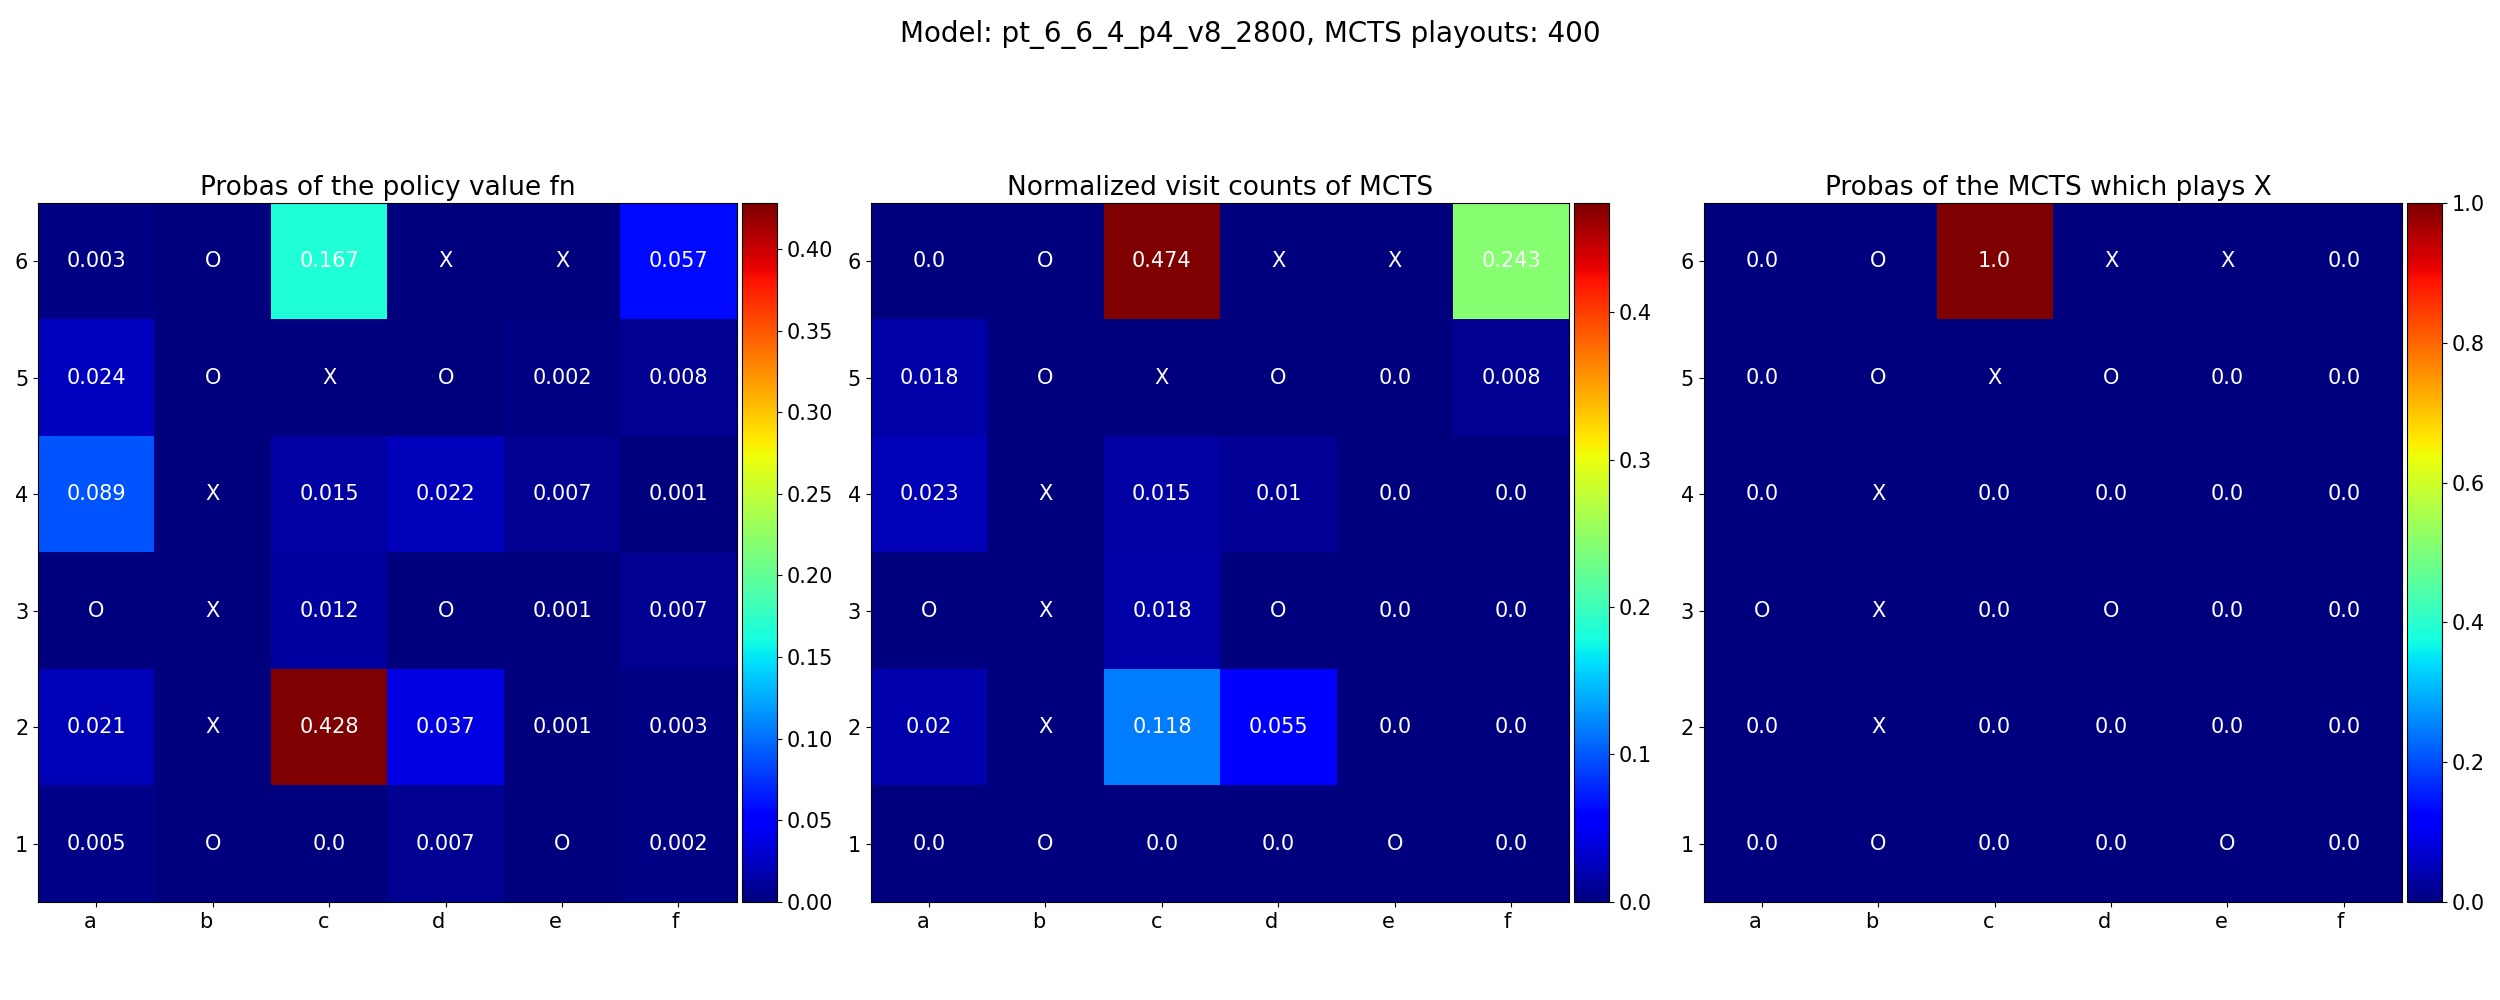 Model: pt_6_6_4_p4_v8_2800, MCTS playouts: 400
Probas of the policy value fn
6 0.003 O 0.167 X X 0.057
5 0.024 O X O 0.002 0.008
4 0.089 X 0.015 0.022 0.007 0.001
3 O X 0.012 O 0.001 0.007
2 0.021 X 0.428 0.037 0.001 0.003
1 0.005 O 0.0 0.007 O 0.002
a b c d e f
0.40
0.35
0.30
0.25
0.20
0.15
0.10
0.05
0.00
Normalized visit counts of MCTS
6 0.0 O 0.474 X X 0.243
5 0.018 O X O 0.0 0.008
4 0.023 X 0.015 0.01 0.0 0.0
3 O X 0.018 O 0.0 0.0
2 0.02 X 0.118 0.055 0.0 0.0
1 0.0 O 0.0 0.0 O 0.0
a b c d e f
0.4
0.3
0.2
0.1
0.0
Probas of the MCTS which plays X
6 0.0 O 1.0 X X 0.0
5 0.0 O X O 0.0 0.0
4 0.0 X 0.0 0.0 0.0 0.0
3 O X 0.0 O 0.0 0.0
2 0.0 X 0.0 0.0 0.0 0.0
1 0.0 O 0.0 0.0 O 0.0
a b c d e f
1.0
0.8
0.6
0.4
0.2
0.0